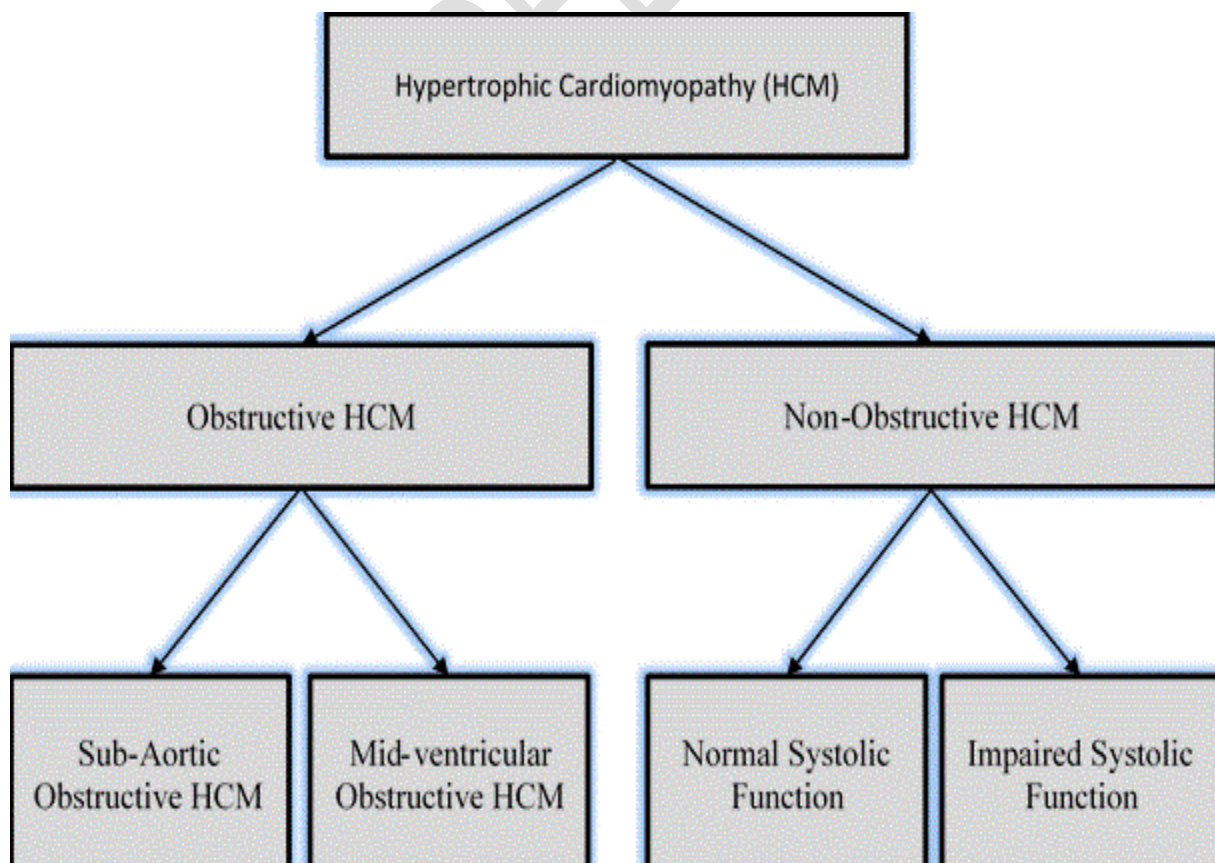 Hypertrophic Cardiomyopathy (HCM)
Obstructive HCM
Non-Obstructive HCM
Sub-Aortic
Obstructive HCM
Mid-ventricular
Obstructive HCM
Normal Systolic
Function
Impaired Systolic
Function